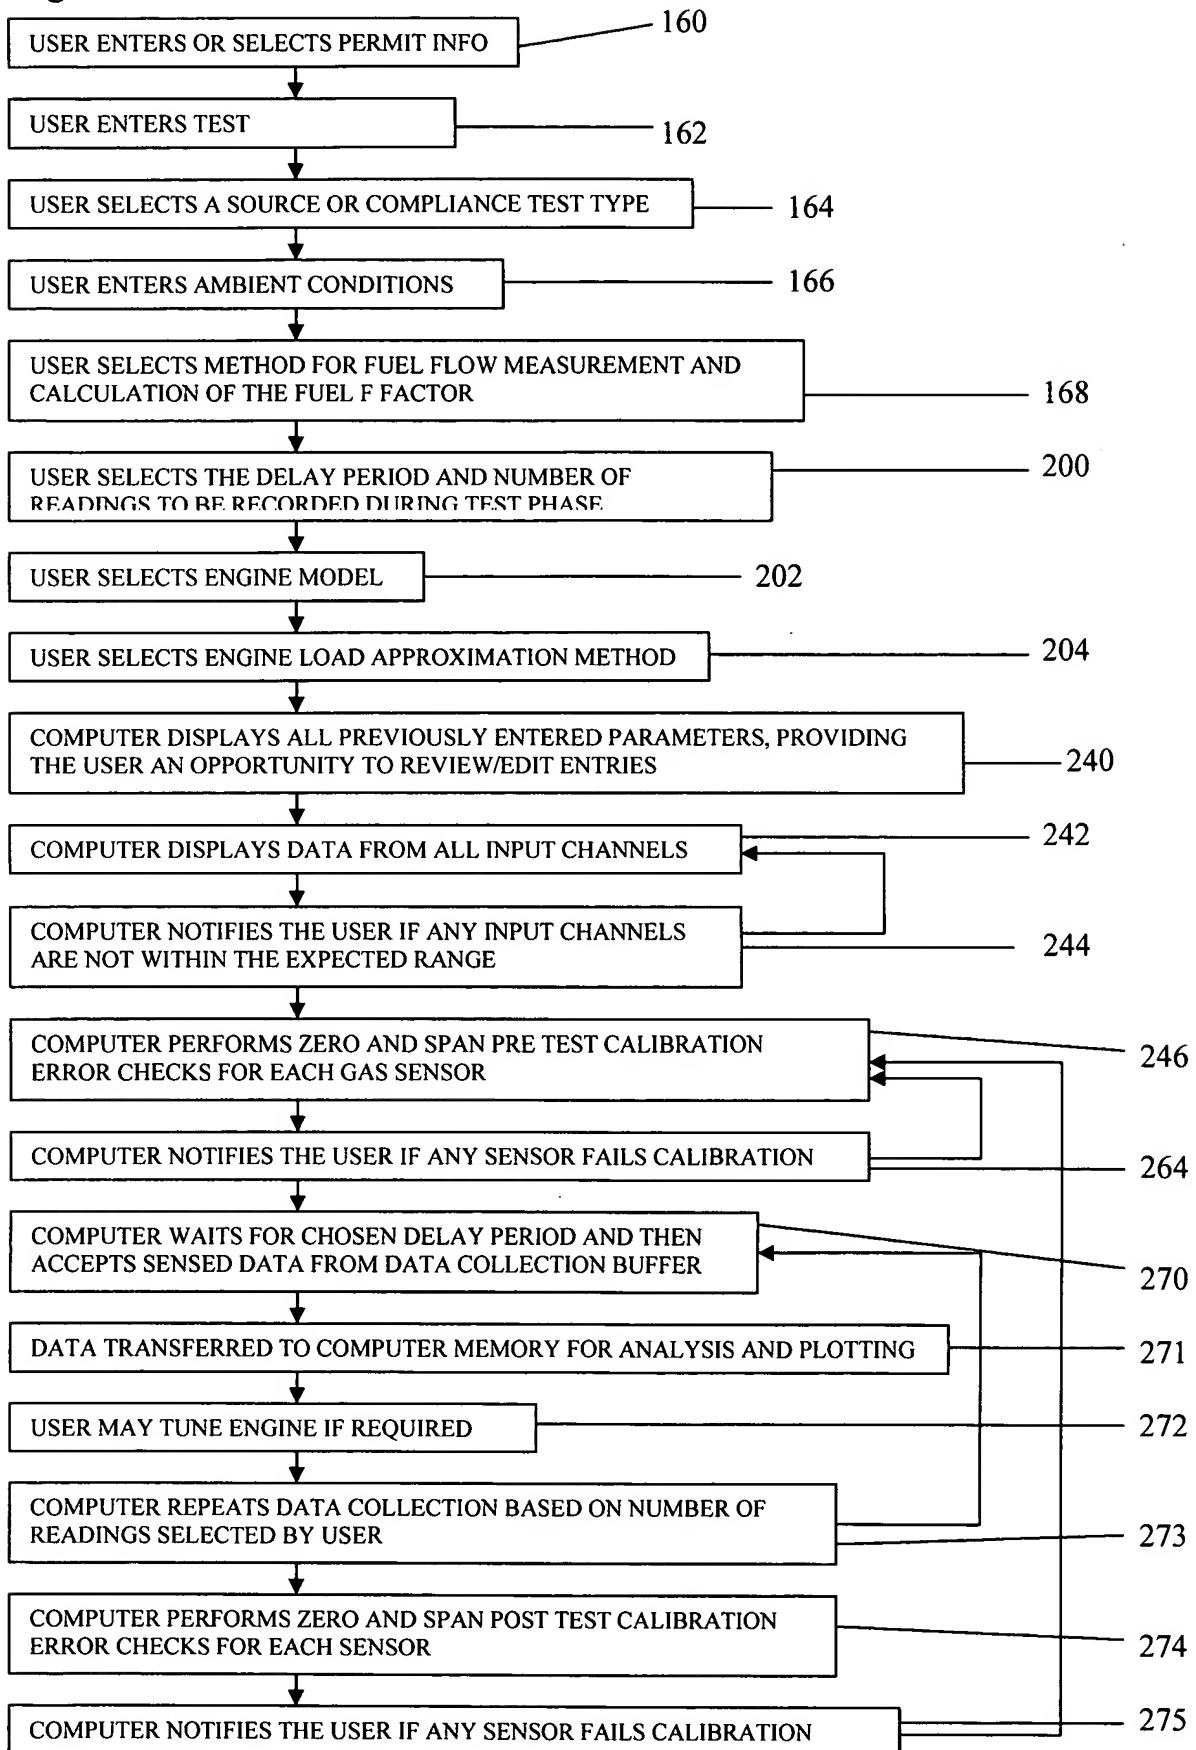 USER ENTERS OR SELECTS PERMIT INFO
160
USER ENTERS TEST
162
USER SELECTS A SOURCE OR COMPLIANCE TEST TYPE
164
USER ENTERS AMBIENT CONDITIONS
166
USER SELECTS METHOD FOR FUEL FLOW MEASUREMENT AND
CALCULATION OF THE FUEL F FACTOR
168
USER SELECTS THE DELAY PERIOD AND NUMBER OF
READINGS TO BE RECORDED DURING TEST PHASE
200
USER SELECTS ENGINE MODEL
202
USER SELECTS ENGINE LOAD APPROXIMATION METHOD
204
COMPUTER DISPLAYS ALL PREVIOUSLY ENTERED PARAMETERS, PROVIDING
THE USER AN OPPORTUNITY TO REVIEW/EDIT ENTRIES
240
COMPUTER DISPLAYS DATA FROM ALL INPUT CHANNELS
242
COMPUTER NOTIFIES THE USER IF ANY INPUT CHANNELS
ARE NOT WITHIN THE EXPECTED RANGE
244
COMPUTER PERFORMS ZERO AND SPAN PRE TEST CALIBRATION
ERROR CHECKS FOR EACH GAS SENSOR
246
COMPUTER NOTIFIES THE USER IF ANY SENSOR FAILS CALIBRATION
264
COMPUTER WAITS FOR CHOSEN DELAY PERIOD AND THEN
ACCEPTS SENSED DATA FROM DATA COLLECTION BUFFER
270
DATA TRANSFERRED TO COMPUTER MEMORY FOR ANALYSIS AND PLOTTING
271
USER MAY TUNE ENGINE IF REQUIRED
272
COMPUTER REPEATS DATA COLLECTION BASED ON NUMBER OF
READINGS SELECTED BY USER
273
COMPUTER PERFORMS ZERO AND SPAN POST TEST CALIBRATION
ERROR CHECKS FOR EACH SENSOR
274
COMPUTER NOTIFIES THE USER IF ANY SENSOR FAILS CALIBRATION
275